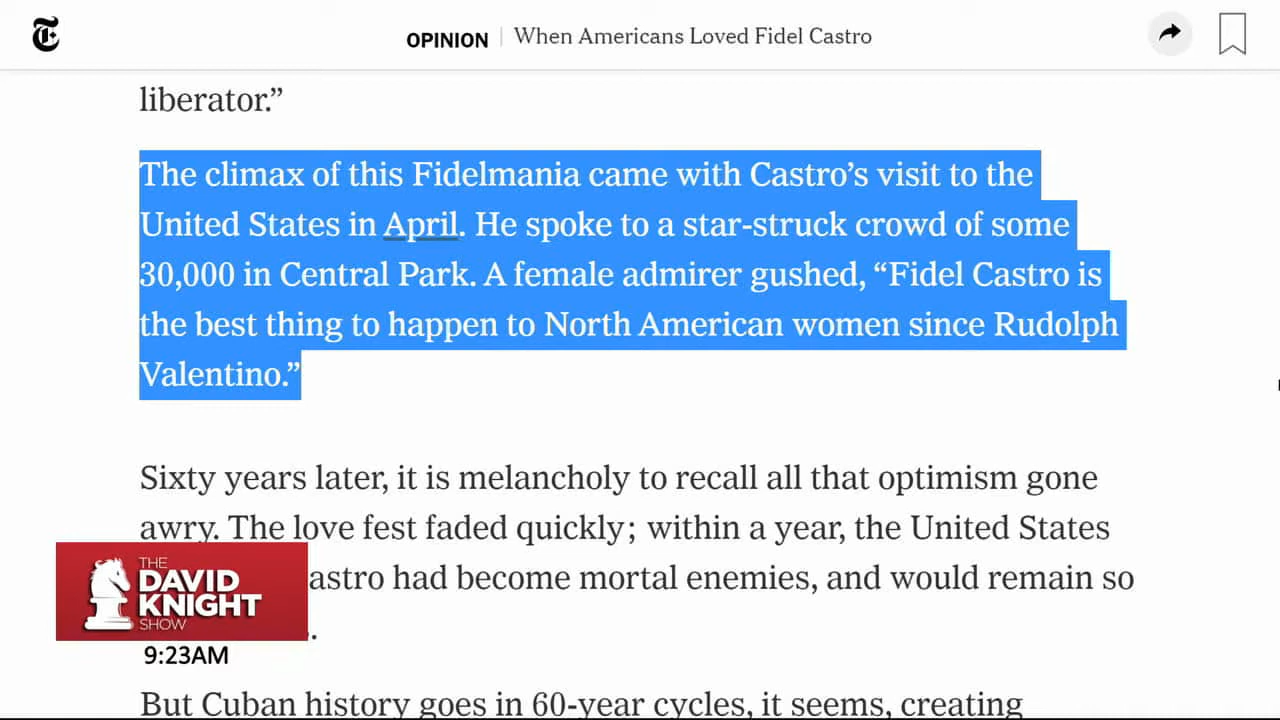 OPINION | When Americans Loved Fidel Castro
liberator.”
The climax of this Fidelmania came with Castro’s visit to the
United States in April. He spoke to a star-struck crowd of some
30,000 in Central Park. A female admirer gushed, “Fidel Castro is
the best thing to happen to North American women since Rudolph
Valentino.”
Sixty years later, it is melancholy to recall all that optimism gone
awry. The love fest faded quickly; within a year, the United States
astro had become mortal enemies, and would remain so
THE
DAVID
KNIGHT
SHOW
9:23AM
But Cuban history goes in 60-year cycles, it seems, creating